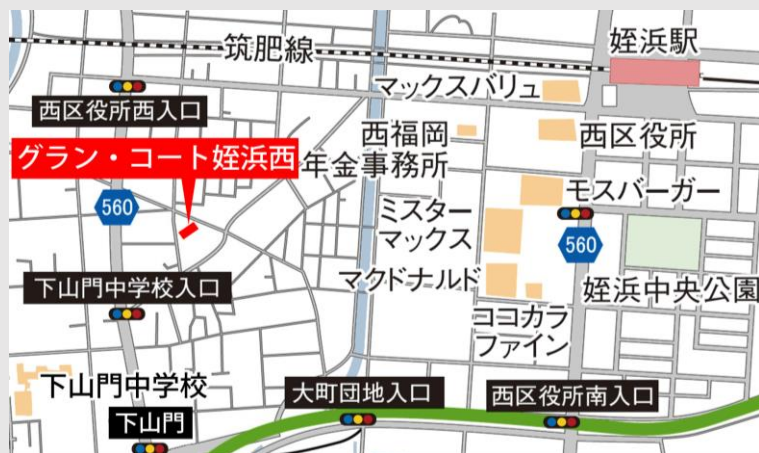 筑肥線
姪浜駅
マックスバリュ
西区役所西入口
西福岡
年金事務所
西区役所
グラン・コート姪浜西
モスバーガー
560
ミスター
マックス
560
マクドナルド
姪浜中央公園
下山門中学校入口
ココカラ
ファイン
下山門中学校
大町団地入口
西区役所南入口
下山門